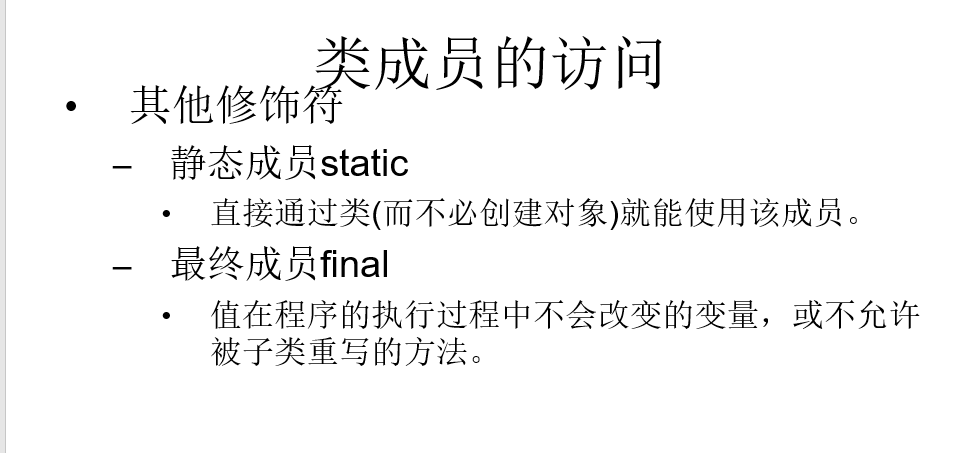 类成员的访问
• 其他修饰符
– 静态成员static
• 直接通过类(而不必创建对象)就能使用该成员。
– 最终成员final
• 值在程序的执行过程中不会改变的变量，或不允许
被子类重写的方法。